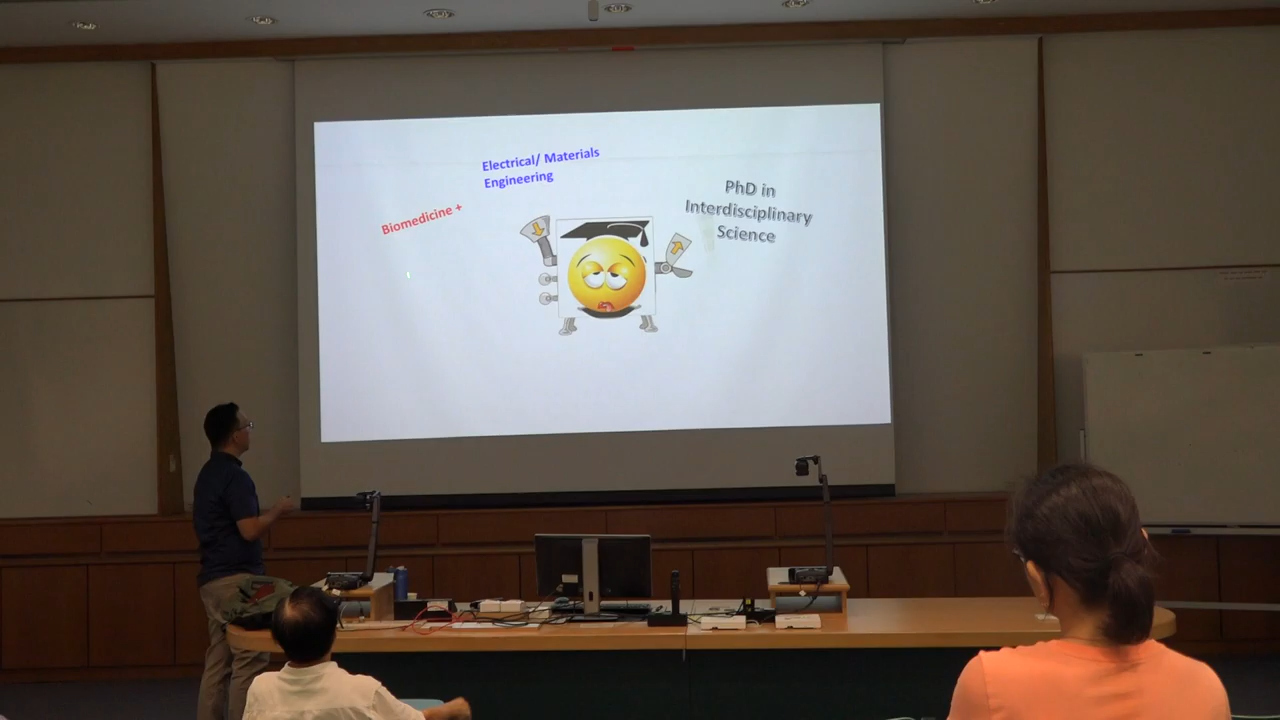 Biomedicine +
Electrical/ Materials
Engineering
PhD in
Interdisciplinary
Science